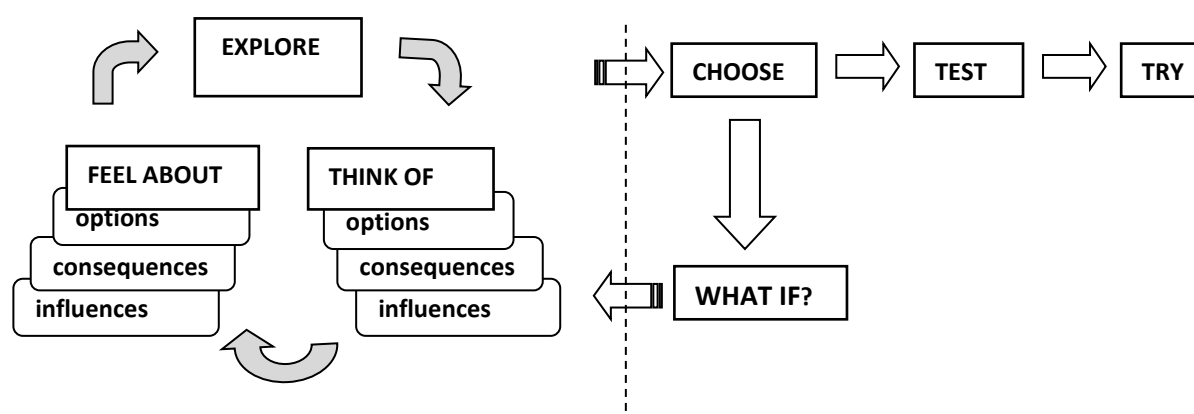 EXPLORE
CHOOSE
TEST
TRY
FEEL ABOUT
options
consequences
influences
THINK OF
options
consequences
influences
WHAT IF?